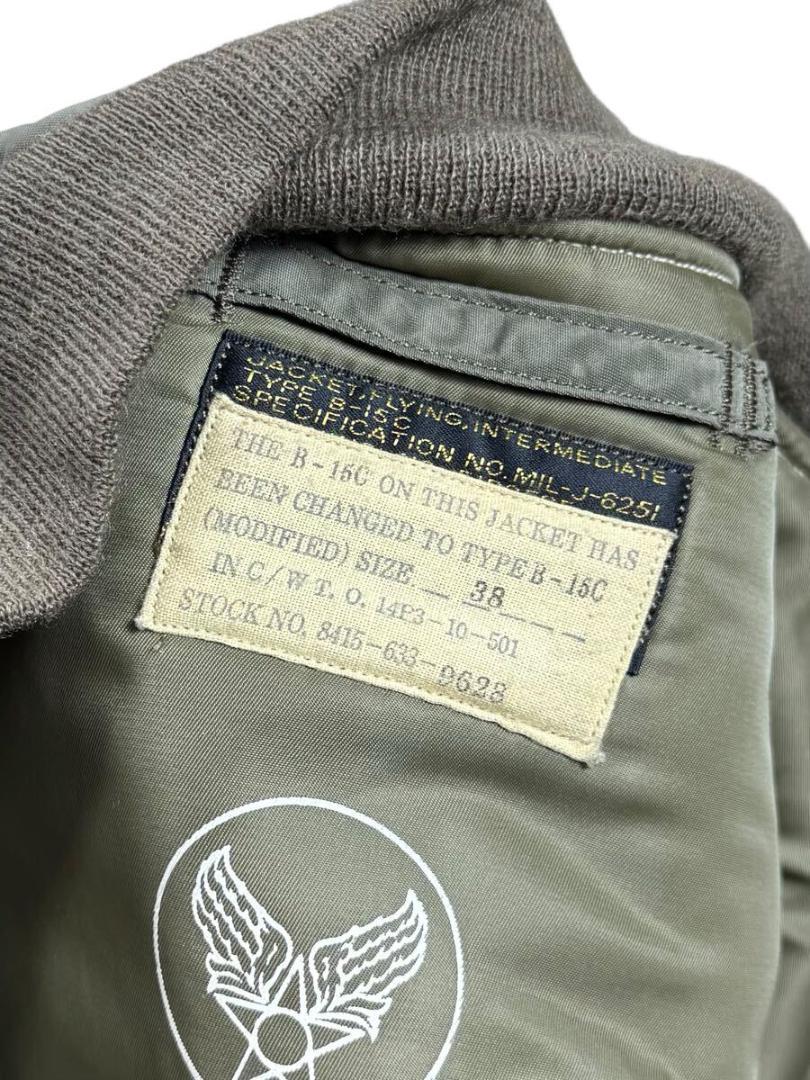 JACKET, FLYING, INTERMEDIATE
TYPE B-15C
SPECIFICATION NO. MIL-J-6251
THE B-15C ON THIS JACKET HAS
BEEN CHANGED TO TYPE B-15C
(MODIFIED) SIZE 38
IN C/W T. O. 14P3-10-501
STOCK NO. 8415-633-9628